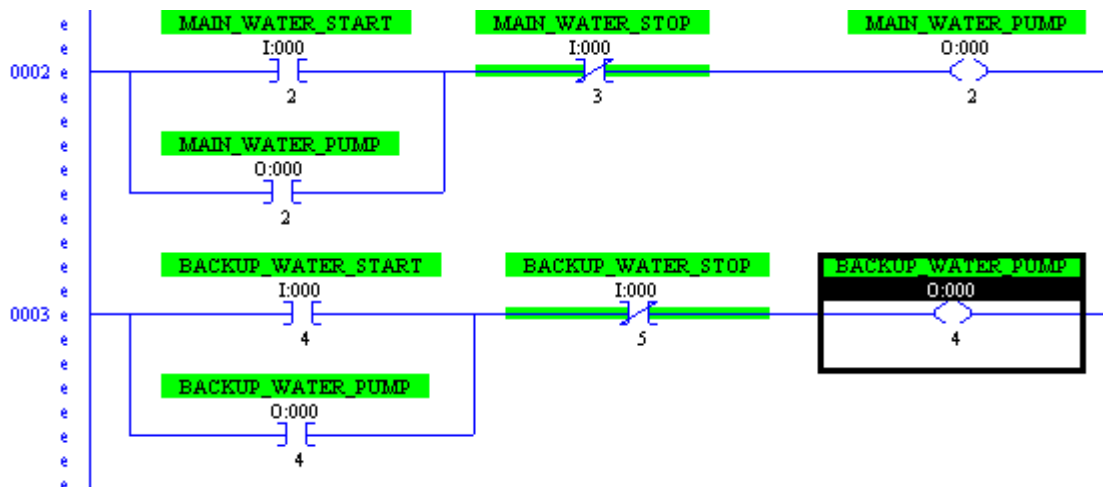 e MAIN_WATER_START MAIN_WATER_STOP MAIN_WATER_PUMP
e I:000 I:000 O:000
0002 e
e 2 3 2
e
e MAIN_WATER_PUMP
e O:000
e
e 2
e
e BACKUP_WATER_START BACKUP_WATER_STOP BACKUP_WATER_PUMP
e I:000 I:000 O:000
0003 e
e 4 5 4
e
e BACKUP_WATER_PUMP
e O:000
e
e 4
e